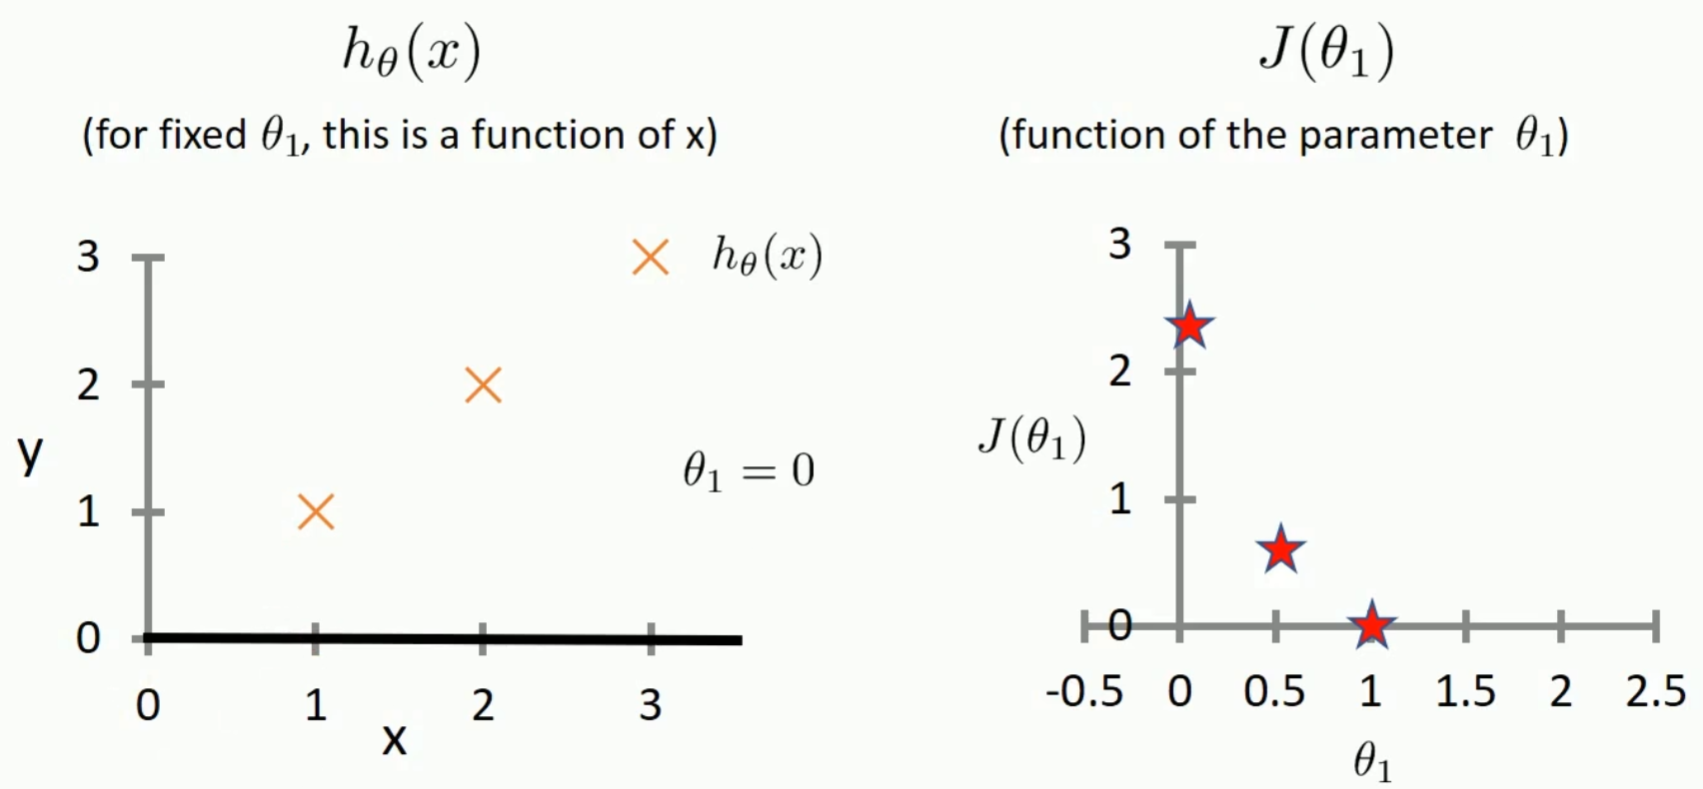 hθ(x)
(for fixed θ₁, this is a function of x)
3
2
1
0
y
0
1
2
3
x
hθ(x)
θ₁ = 0
J(θ₁)
(function of the parameter θ₁)
3
2
1
0
J(θ₁)
-0.5
0
0.5
1
1.5
2
2.5
θ₁